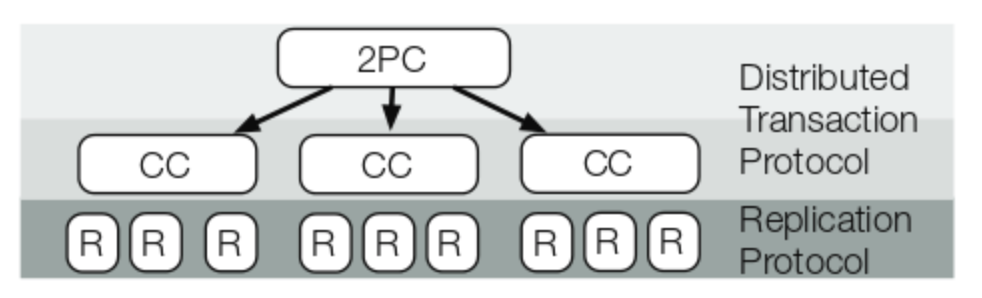 2PC
Distributed
Transaction
Protocol
CC CC CC
R R R R R R R R R
Replication
Protocol